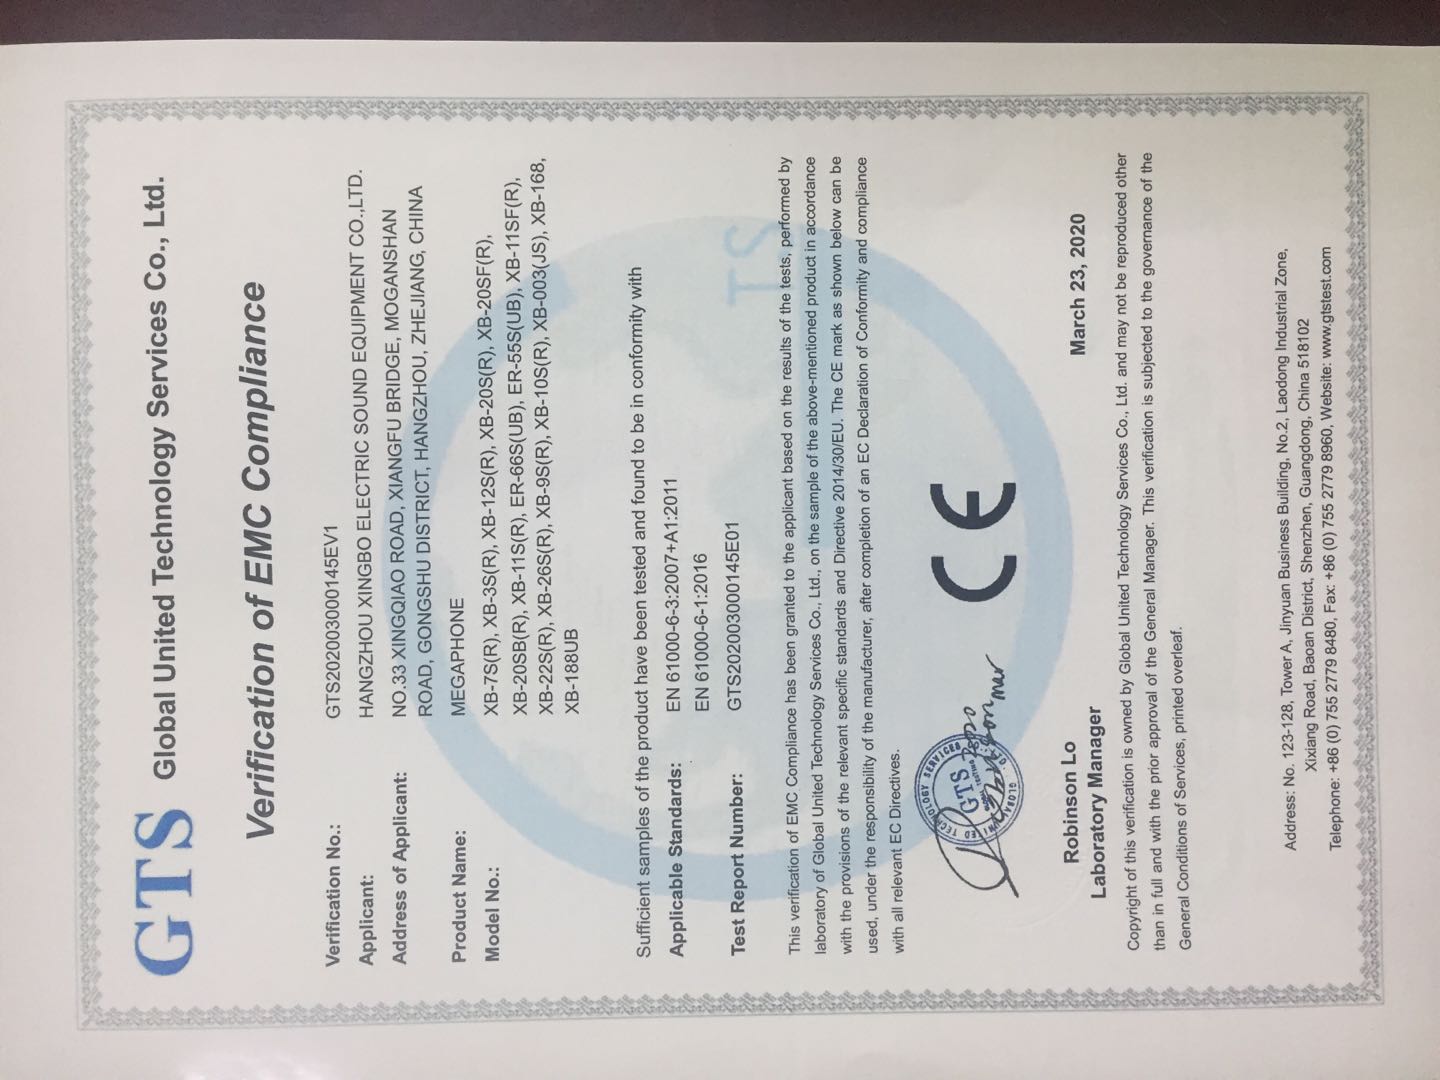 GTS Global United Technology Services Co., Ltd.
Verification of EMC Compliance
Verification No.: GTS202003000145EV1
Applicant: HANGZHOU XINGBO ELECTRIC SOUND EQUIPMENT CO.,LTD.
Address of Applicant: NO.33 XINGQIAO ROAD, XIANGFU BRIDGE, MOGANSHAN
ROAD, GONGSHU DISTRICT, HANGZHOU, ZHEJIANG, CHINA
Product Name: MEGAPHONE
Model No.: XB-7S(R), XB-3S(R), XB-12S(R), XB-20S(R), XB-20SF(R),
XB-20SB(R), XB-11S(R), ER-66S(UB), ER-55S(UB), XB-11SF(R),
XB-22S(R), XB-26S(R), XB-9S(R), XB-10S(R), XB-003(JS), XB-168,
XB-188UB
Sufficient samples of the product have been tested and found to be in conformity with
Applicable Standards: EN 61000-6-3:2007+A1:2011
EN 61000-6-1:2016
Test Report Number: GTS202003000145E01
This verification of EMC Compliance has been granted to the applicant based on the results of the tests, performed by
laboratory of Global United Technology Services Co., Ltd., on the sample of the above-mentioned product in accordance
with the provisions of the relevant specific standards and Directive 2014/30/EU. The CE mark as shown below can be
used, under the responsibility of the manufacturer, after completion of an EC Declaration of Conformity and compliance
with all relevant EC Directives.
GTS
CE
Robinson Lo
Laboratory Manager
March 23, 2020
Copyright of this verification is owned by Global United Technology Services Co., Ltd. and may not be reproduced other
than in full and with the prior approval of the General Manager. This verification is subjected to the governance of the
General Conditions of Services, printed overleaf.
Address: No. 123-128, Tower A, Jinyuan Business Building, No.2, Laodong Industrial Zone,
Xixiang Road, Baoan District, Shenzhen, Guangdong, China 518102
Telephone: +86 (0) 755 2779 8480, Fax: +86 (0) 755 2779 8960, Website: www.gtstest.com